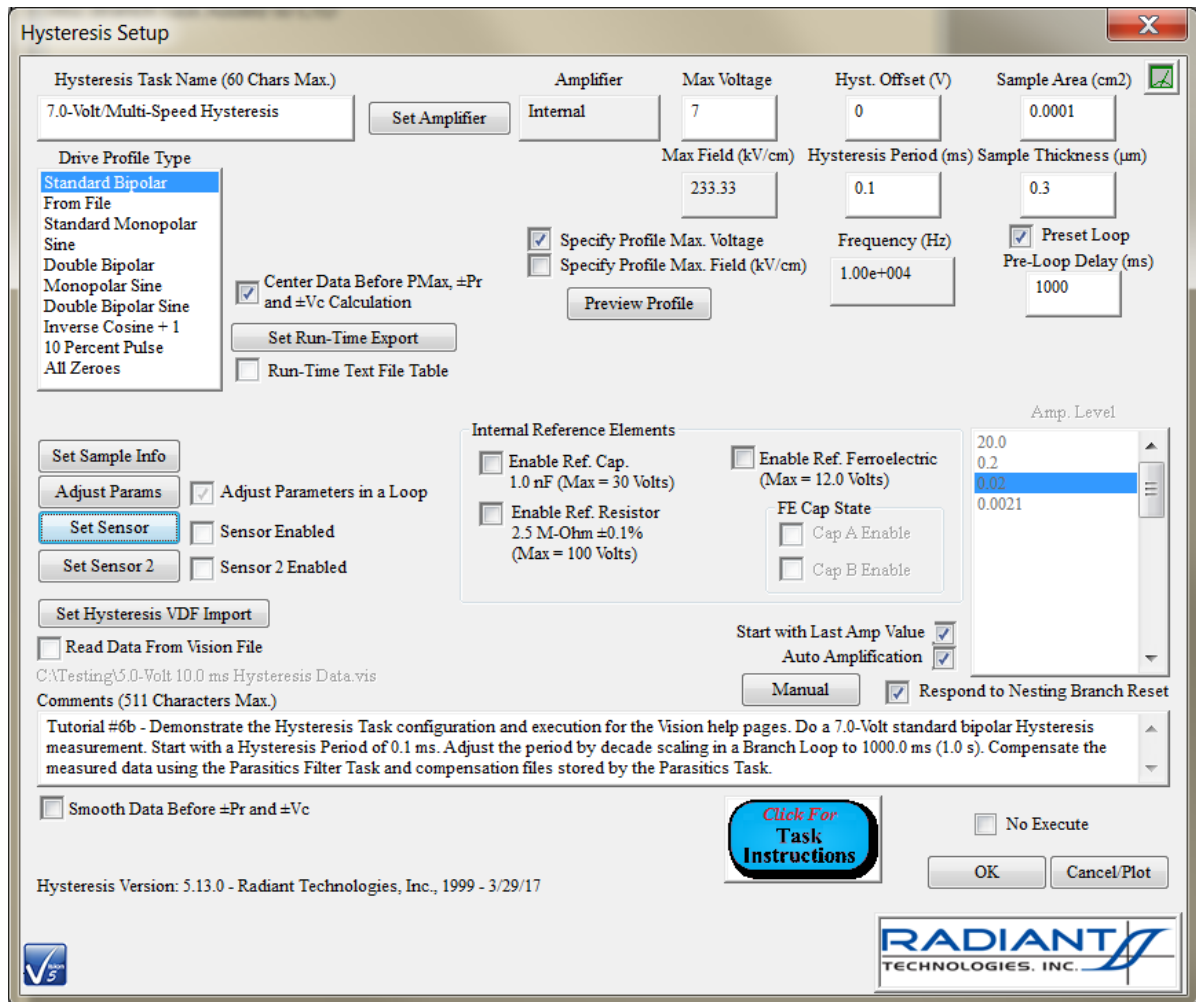 Hysteresis Setup
X
Hysteresis Task Name (60 Chars Max.)
Amplifier
Max Voltage
Hyst. Offset (V)
Sample Area (cm2)
7.0-Volt/Multi-Speed Hysteresis
Set Amplifier
Internal
7
0
0.0001
Drive Profile Type
Max Field (kV/cm)
Hysteresis Period (ms)
Sample Thickness (µm)
Standard Bipolar
From File
Standard Monopolar
Sine
Double Bipolar
Monopolar Sine
Double Bipolar Sine
Inverse Cosine + 1
10 Percent Pulse
All Zeroes
233.33
0.1
0.3
Specify Profile Max. Voltage
Specify Profile Max. Field (kV/cm)
Frequency (Hz)
1.00e+004
Preset Loop
Pre-Loop Delay (ms)
1000
Center Data Before PMax, ±Pr
and ±Vc Calculation
Preview Profile
Set Run-Time Export
Run-Time Text File Table
Amp. Level
20.0
0.2
0.02
0.0021
Set Sample Info
Adjust Params
Adjust Parameters in a Loop
Set Sensor
Sensor Enabled
Set Sensor 2
Sensor 2 Enabled
Internal Reference Elements
Enable Ref. Cap.
1.0 nF (Max = 30 Volts)
Enable Ref. Resistor
2.5 M-Ohm ±0.1%
(Max = 100 Volts)
Enable Ref. Ferroelectric
(Max = 12.0 Volts)
FE Cap State
Cap A Enable
Cap B Enable
Set Hysteresis VDF Import
Read Data From Vision File
C:\Testing\5.0-Volt 10.0 ms Hysteresis Data.vis
Start with Last Amp Value
Auto Amplification
Manual
Respond to Nesting Branch Reset
Comments (511 Characters Max.)
Tutorial #6b - Demonstrate the Hysteresis Task configuration and execution for the Vision help pages. Do a 7.0-Volt standard bipolar Hysteresis
measurement. Start with a Hysteresis Period of 0.1 ms. Adjust the period by decade scaling in a Branch Loop to 1000.0 ms (1.0 s). Compensate the
measured data using the Parasitics Filter Task and compensation files stored by the Parasitics Task.
Smooth Data Before ±Pr and ±Vc
Click For
Task
Instructions
No Execute
OK
Cancel/Plot
Hysteresis Version: 5.13.0 - Radiant Technologies, Inc., 1999 - 3/29/17
RADIANT
TECHNOLOGIES, INC.
Vision
5